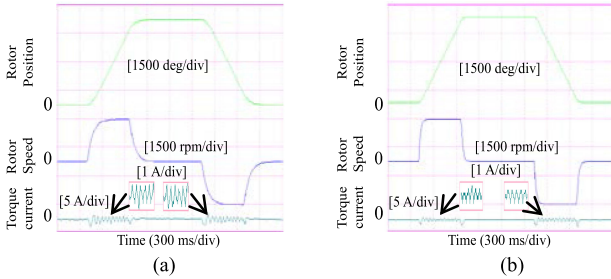 Rotor
Position
0
[1500 deg/div]
Rotor
Speed
0
[1500 rpm/div]
[1 A/div]
Torque
current
[5 A/div]
0
Time (300 ms/div)
(a)
Rotor
Position
0
[1500 deg/div]
Rotor
Speed
0
[1500 rpm/div]
[1 A/div]
Torque
current
[5 A/div]
0
Time (300 ms/div)
(b)